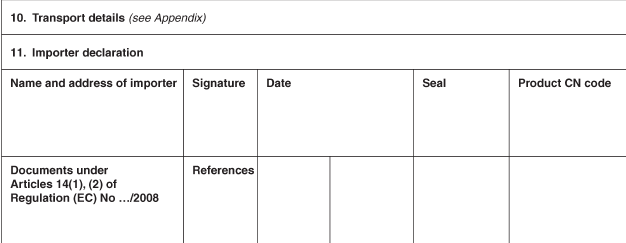 10. Transport details (see Appendix)
11. Importer declaration
Name and address of importer Signature Date Seal Product CN code
Documents under References
Articles 14(1), (2) of
Regulation (EC) No …/2008